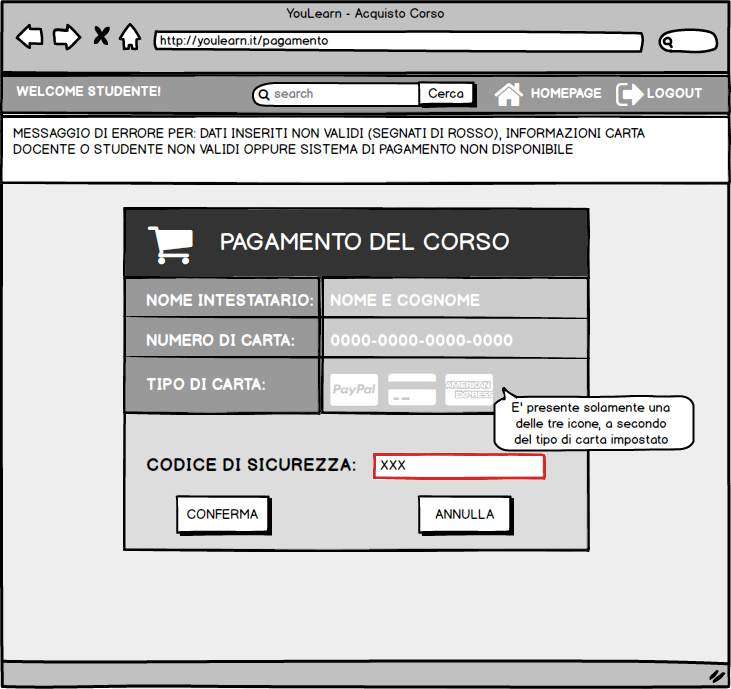 YouLearn - Acquisto Corso
http://youlearn.it/pagamento
WELCOME STUDENTE!
search
Cerca
HOMEPAGE
LOGOUT
MESSAGGIO DI ERRORE PER: DATI INSERITI NON VALIDI (SEGNATI DI ROSSO), INFORMAZIONI CARTA
DOCENTE O STUDENTE NON VALIDI OPPURE SISTEMA DI PAGAMENTO NON DISPONIBILE
PAGAMENTO DEL CORSO
NOME INTESTATARIO:
NOME E COGNOME
NUMERO DI CARTA:
0000-0000-0000-0000
TIPO DI CARTA:
PayPal
AMERICAN
EXPRESS
E' presente solamente una
delle tre icone, a secondo
del tipo di carta impostato
CODICE DI SICUREZZA:
XXX
CONFERMA
ANNULLA